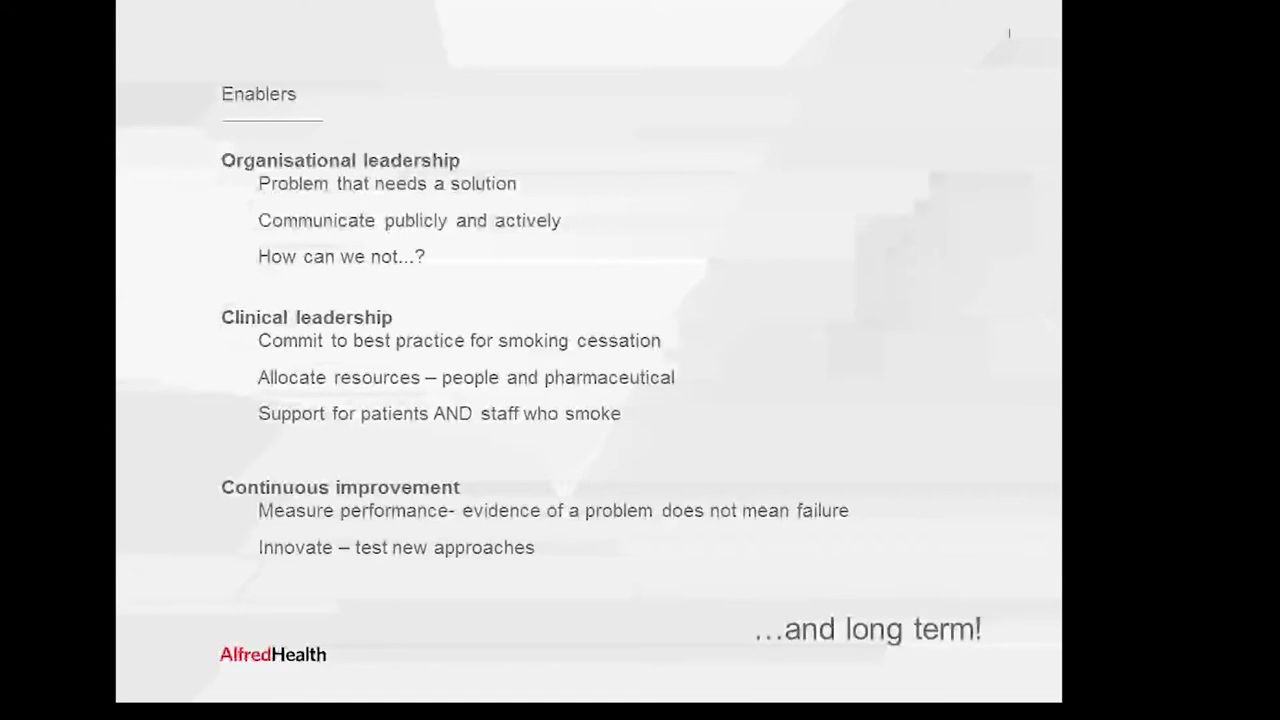 Enablers
Organisational leadership
Problem that needs a solution
Communicate publicly and actively
How can we not...?
Clinical leadership
Commit to best practice for smoking cessation
Allocate resources – people and pharmaceutical
Support for patients AND staff who smoke
Continuous improvement
Measure performance- evidence of a problem does not mean failure
Innovate – test new approaches
…and long term!
AlfredHealth